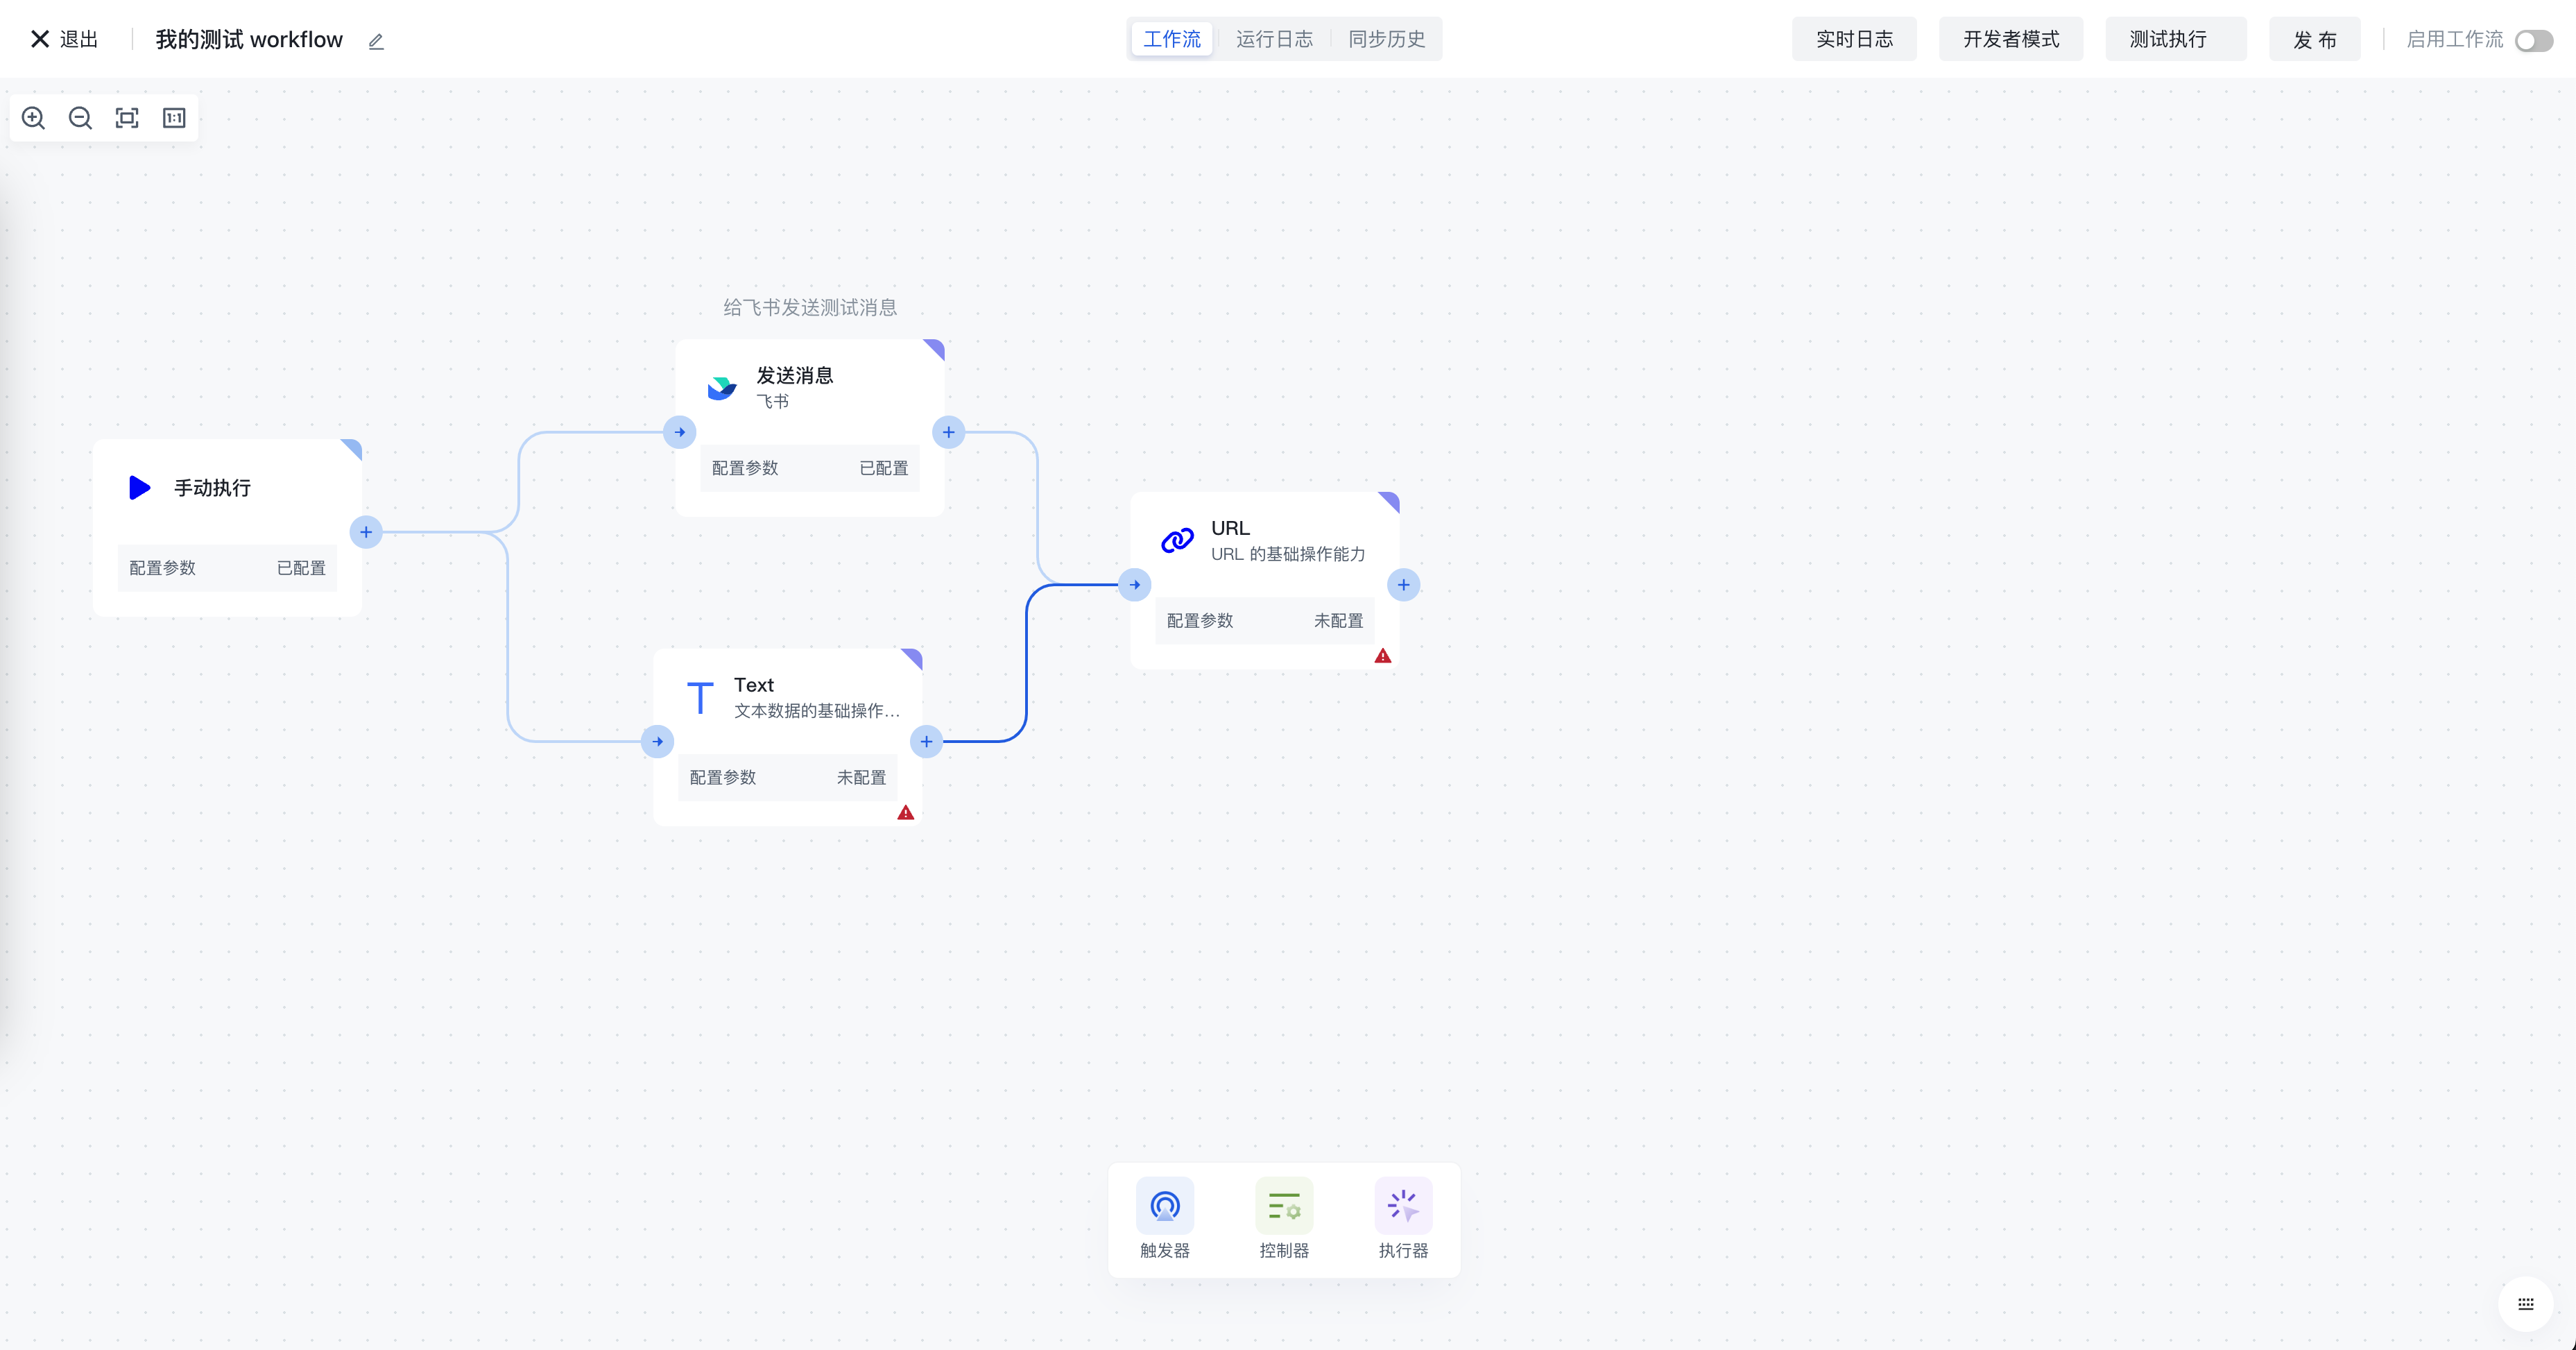 退出
我的测试 workflow
工作流
运行日志
同步历史
实时日志
开发者模式
测试执行
发 布
启用工作流
1:1
给飞书发送测试消息
发送消息
飞书
配置参数 已配置
手动执行
配置参数 已配置
URL
URL 的基础操作能力
配置参数 未配置
Text
文本数据的基础操作...
配置参数 未配置
触发器
控制器
执行器